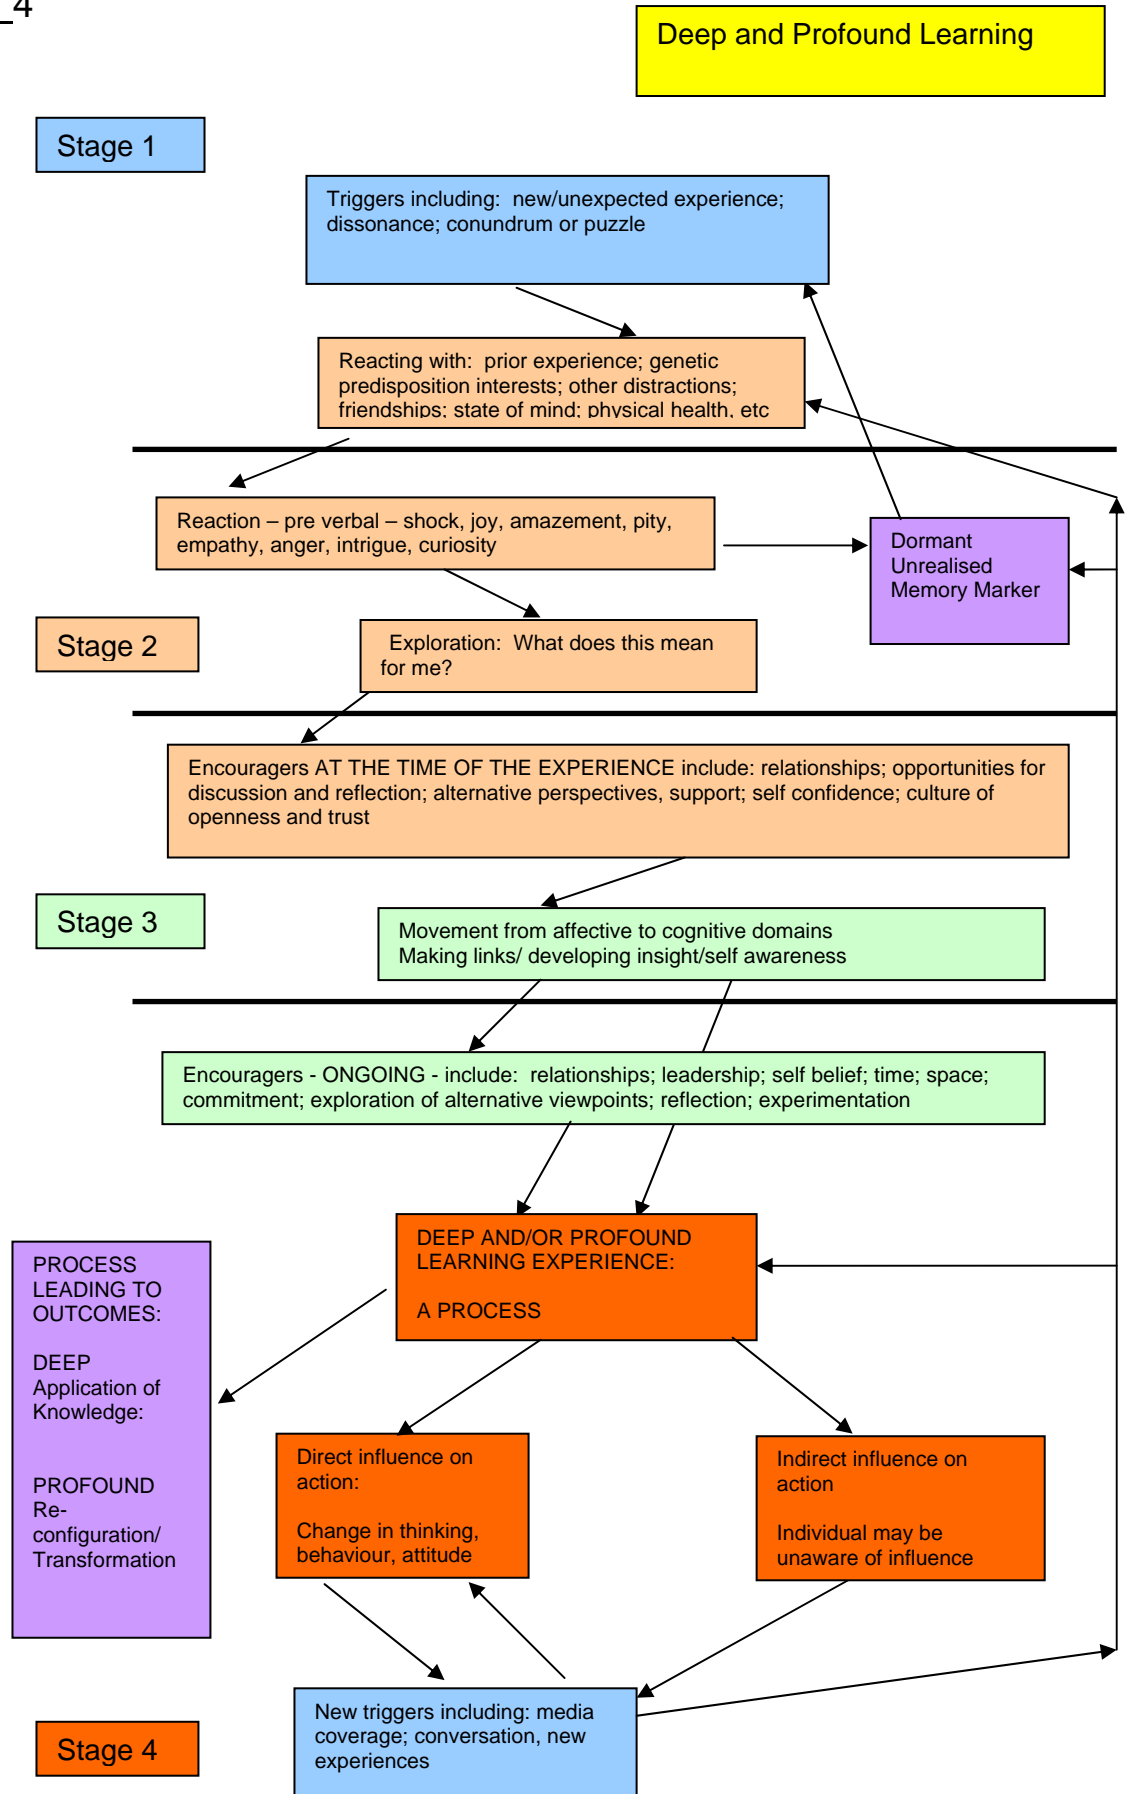 _4
Deep and Profound Learning
Stage 1
Triggers including: new/unexpected experience;
dissonance; conundrum or puzzle
Reacting with: prior experience; genetic
predisposition interests; other distractions;
friendships; state of mind; physical health, etc
Reaction – pre verbal – shock, joy, amazement, pity,
empathy, anger, intrigue, curiosity
Dormant
Unrealised
Memory Marker
Stage 2
Exploration: What does this mean
for me?
Encouragers AT THE TIME OF THE EXPERIENCE include: relationships; opportunities for
discussion and reflection; alternative perspectives, support; self confidence; culture of
openness and trust
Stage 3
Movement from affective to cognitive domains
Making links/ developing insight/self awareness
Encouragers - ONGOING - include: relationships; leadership; self belief; time; space;
commitment; exploration of alternative viewpoints; reflection; experimentation
DEEP AND/OR PROFOUND
LEARNING EXPERIENCE:
A PROCESS
PROCESS
LEADING TO
OUTCOMES:
DEEP
Application of
Knowledge:
PROFOUND
Re-
configuration/
Transformation
Direct influence on
action:
Change in thinking,
behaviour, attitude
Indirect influence on
action
Individual may be
unaware of influence
New triggers including: media
coverage; conversation, new
experiences
Stage 4